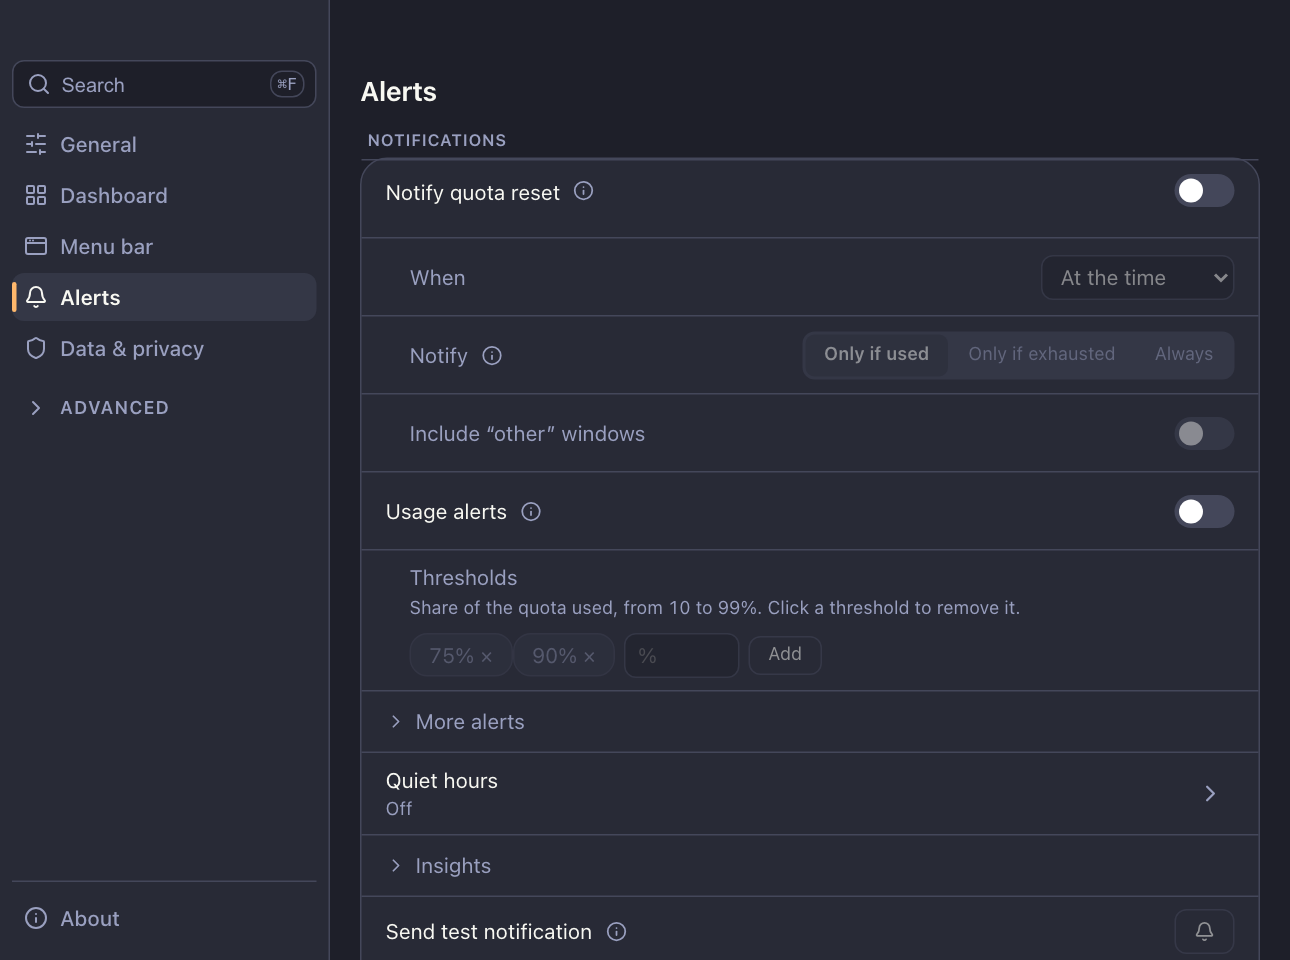 Search ⌘F
General
Dashboard
Menu bar
Alerts
Data & privacy
ADVANCED
About
Alerts
NOTIFICATIONS
Notify quota reset
When
At the time
Notify
Only if used Only if exhausted Always
Include “other” windows
Usage alerts
Thresholds
Share of the quota used, from 10 to 99%. Click a threshold to remove it.
75% × 90% × % Add
More alerts
Quiet hours
Off
Insights
Send test notification